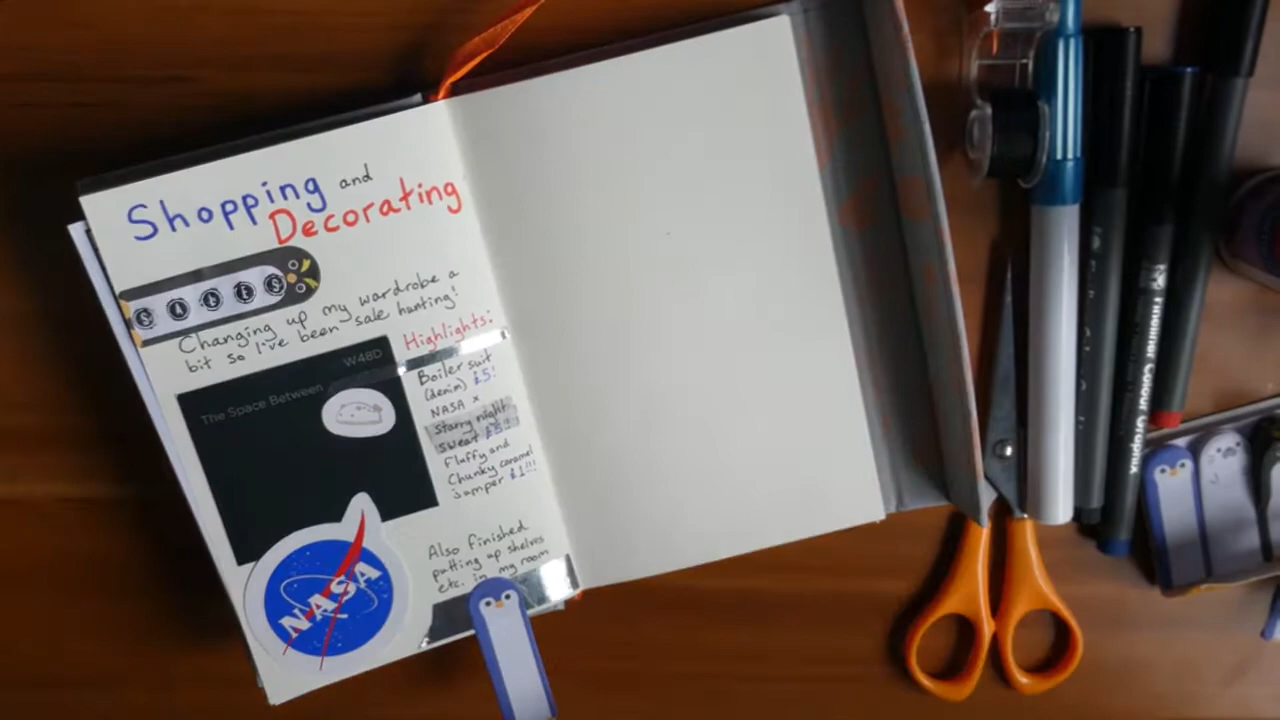 Shopping and
Decorating
SALES
Changing up my wardrobe a
bit so I've been sale hunting!
Highlights:
W48D
The Space Between
Boiler suit
(denim) £5!
NASA x
Starry night
Sweat £5!!
Fluffy and
Chunky caramel
jumper £1!!!
NASA
Also finished
putting up shelves
etc. in my room
Fineliner Colour Graphix